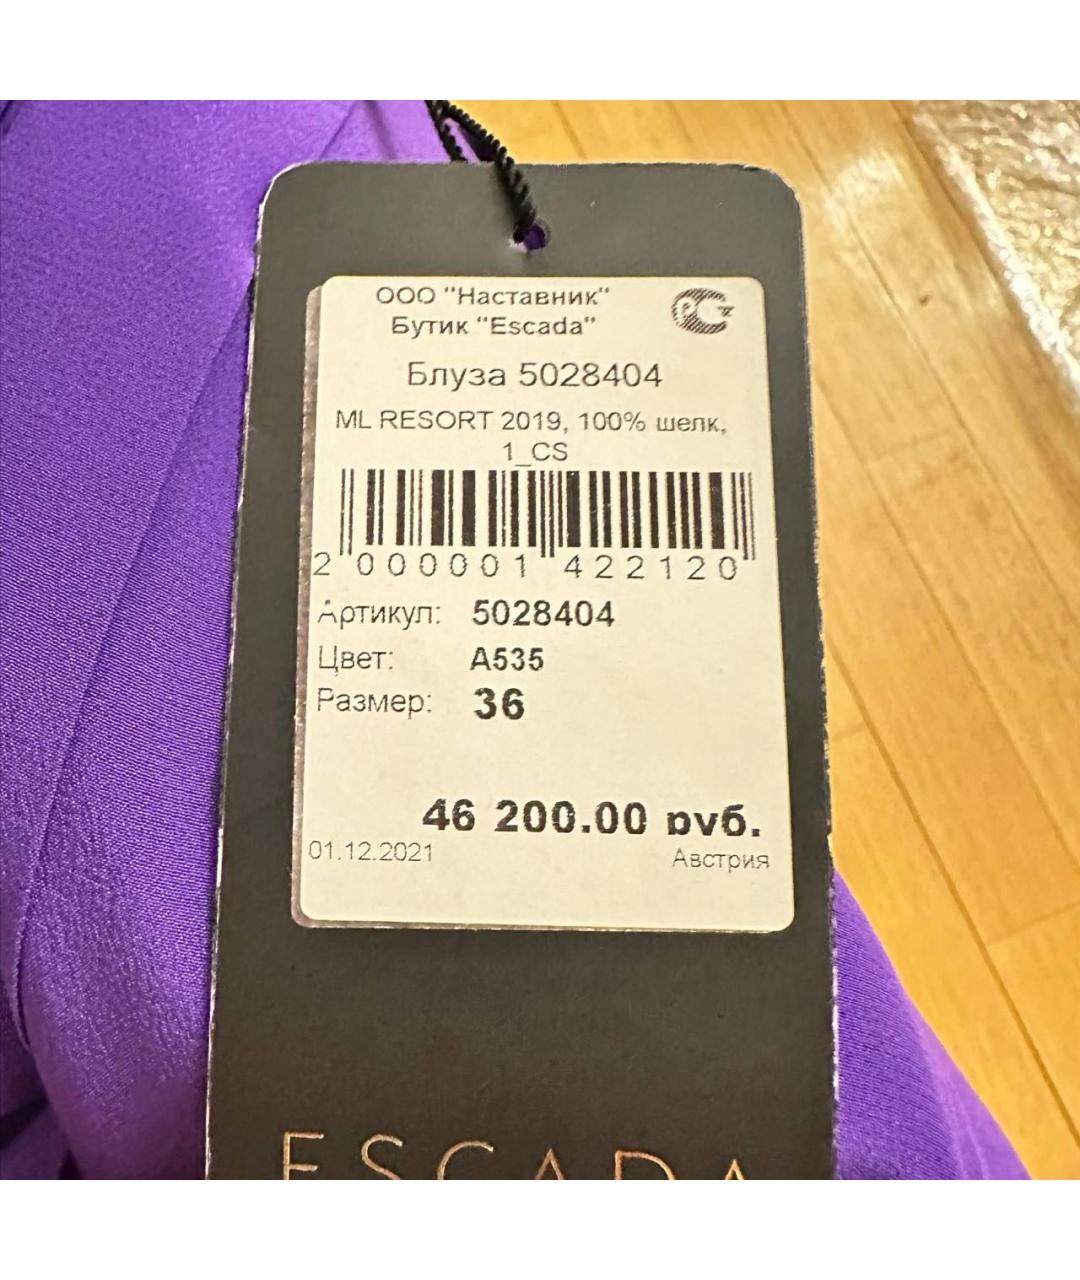 ООО "Наставник"
Бутик "Escada"
Блуза 5028404
ML RESORT 2019, 100% шелк,
1_CS
2 000001 422120
Артикул: 5028404
Цвет: A535
Размер: 36
46 200.00 руб.
01.12.2021 Австрия
ESCADA